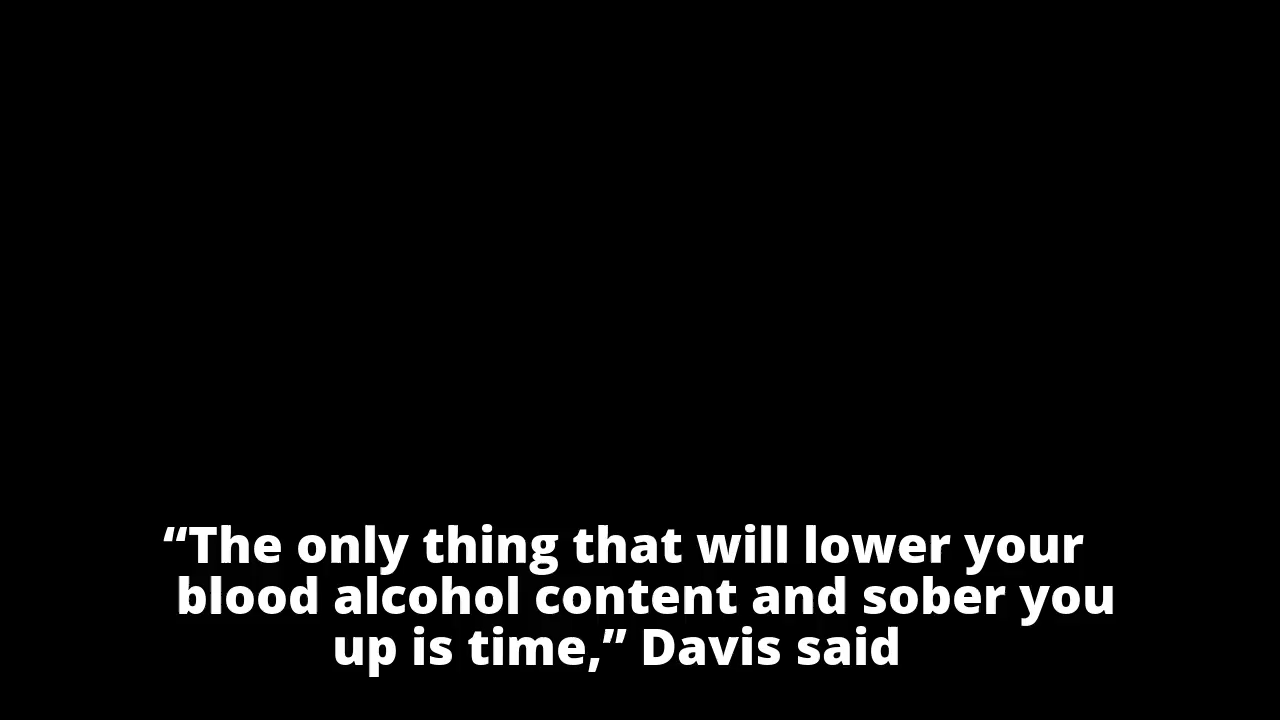 “The only thing that will lower your
blood alcohol content and sober you
up is time,” Davis said